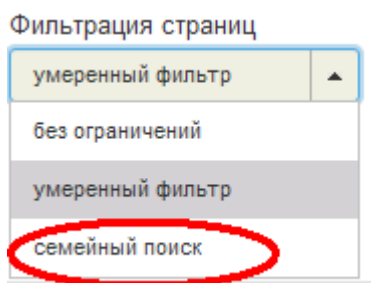 Фильтрация страниц
умеренный фильтр
без ограничений
умеренный фильтр
семейный поиск